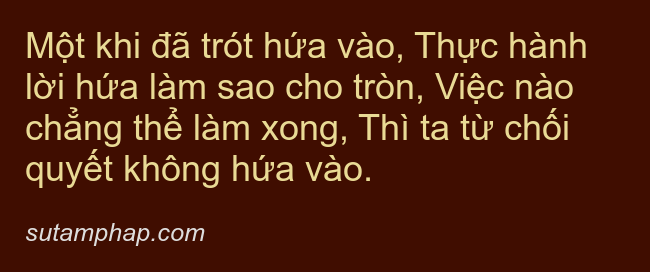 Một khi đã trót hứa vào, Thực hành
lời hứa làm sao cho tròn, Việc nào
chẳng thể làm xong, Thì ta từ chối
quyết không hứa vào.
sutamphap.com